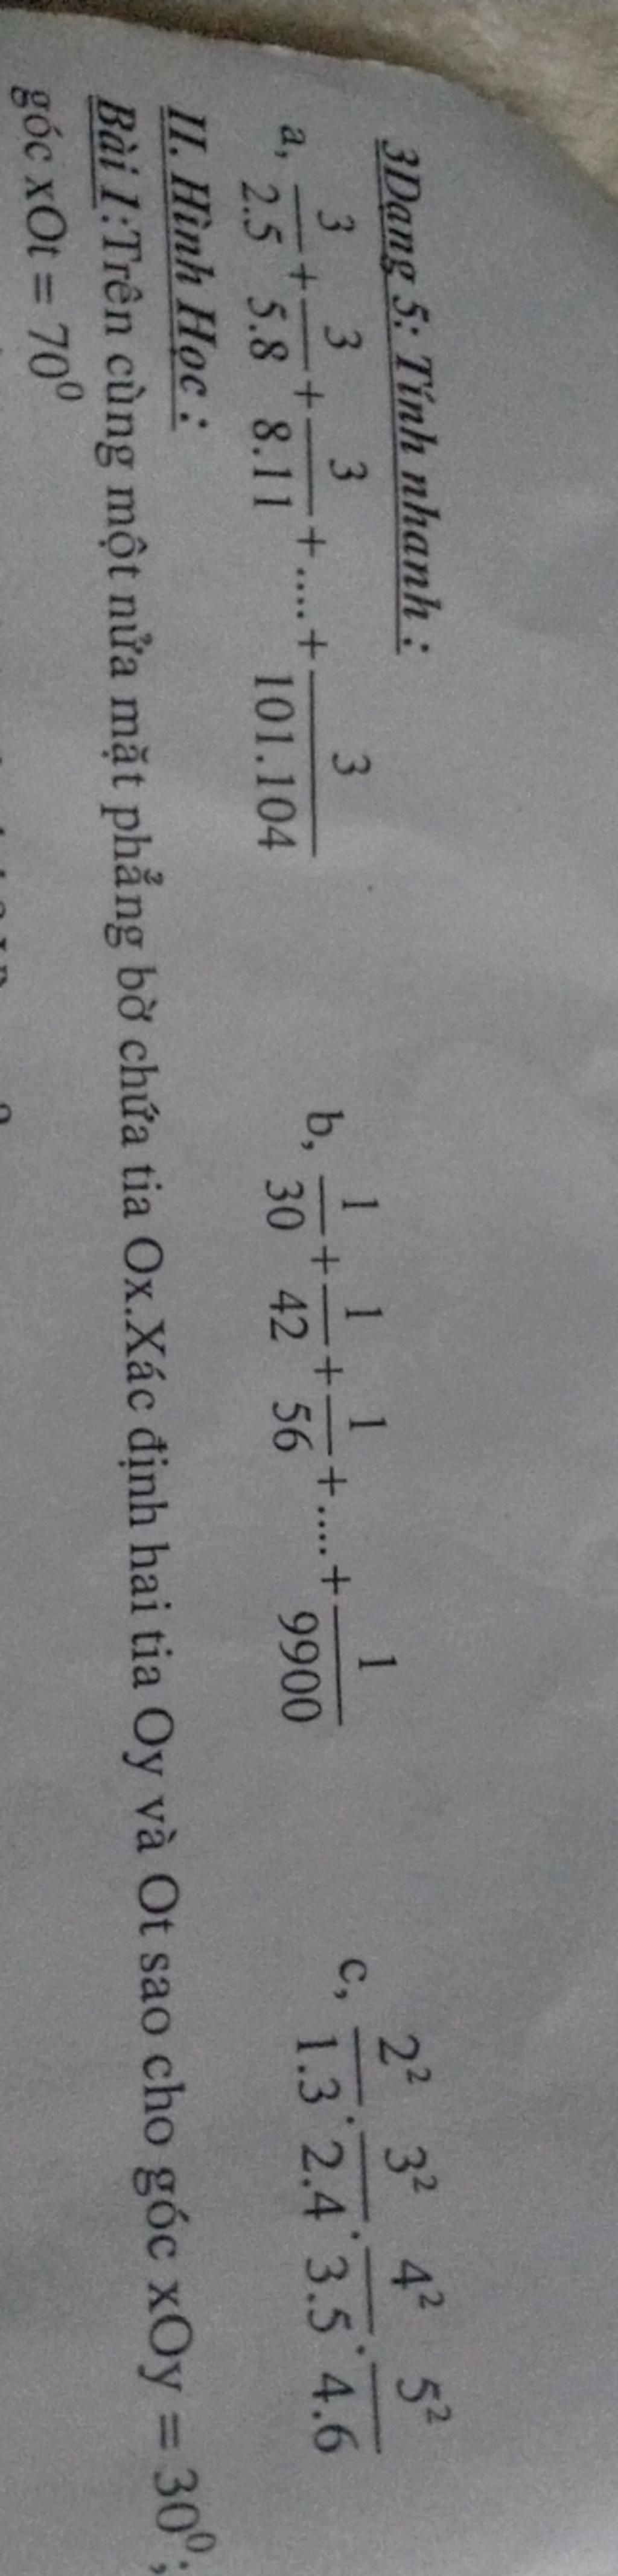 3Dạng 5: Tính nhanh :
a, 3/2.5 + 3/5.8 + 3/8.11 + .... + 3/101.104 b, 1/30 + 1/42 + 1/56 + .... + 1/9900 c, 2²/1.3 . 3²/2.4 . 4²/3.5 . 5²/4.6
II. Hình Học :
Bài 1:Trên cùng một nửa mặt phẳng bờ chứa tia Ox.Xác định hai tia Oy và Ot sao cho góc xOy = 30⁰;
góc xOt = 70⁰